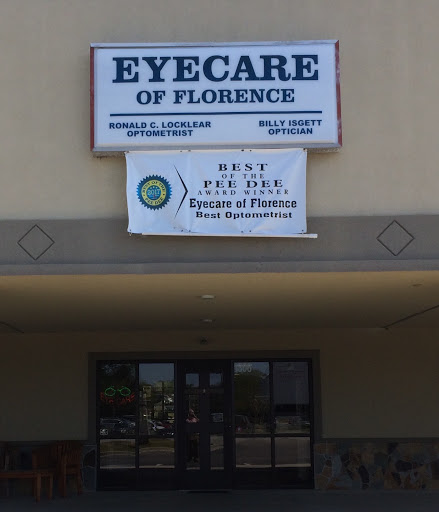 EYECARE
OF FLORENCE
RONALD C. LOCKLEAR
OPTOMETRIST
BILLY ISGETT
OPTICIAN
BEST
OF THE
PEE DEE
AWARD WINNER
Eyecare of Florence
Best Optometrist